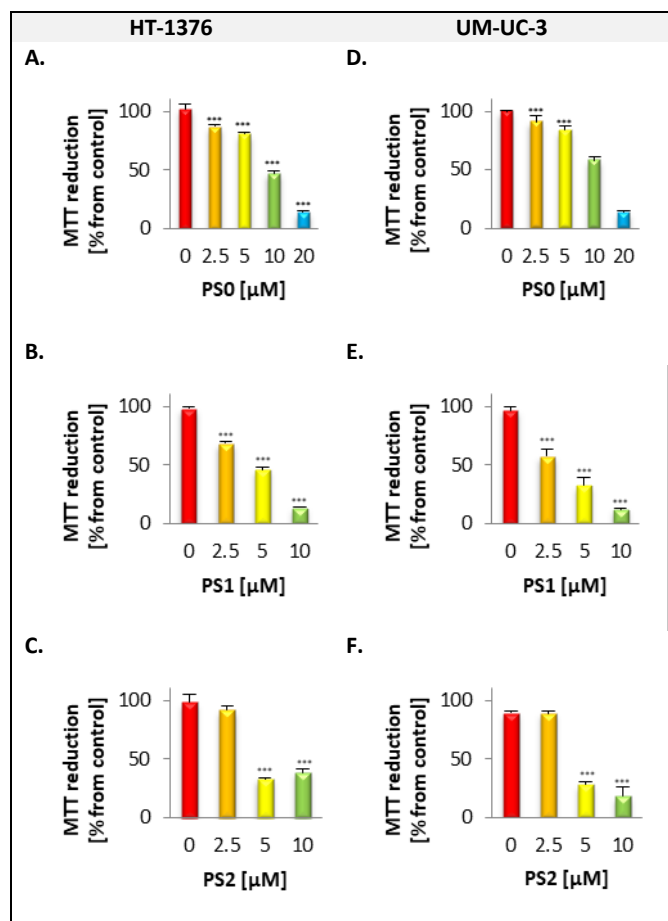 HT-1376
UM-UC-3
A.
MTT reduction
[% from control]
100
50
0
***
***
***
***
0 2.5 5 10 20
PS0 [µM]
D.
MTT reduction
[% from control]
100
50
0
***
***
0 2.5 5 10 20
PS0 [µM]
B.
MTT reduction
[% from control]
100
50
0
***
***
***
0 2.5 5 10
PS1 [µM]
E.
MTT reduction
[% from control]
100
50
0
***
***
***
0 2.5 5 10
PS1 [µM]
C.
MTT reduction
[% from control]
100
50
0
***
***
0 2.5 5 10
PS2 [µM]
F.
MTT reduction
[% from control]
100
50
0
***
***
0 2.5 5 10
PS2 [µM]